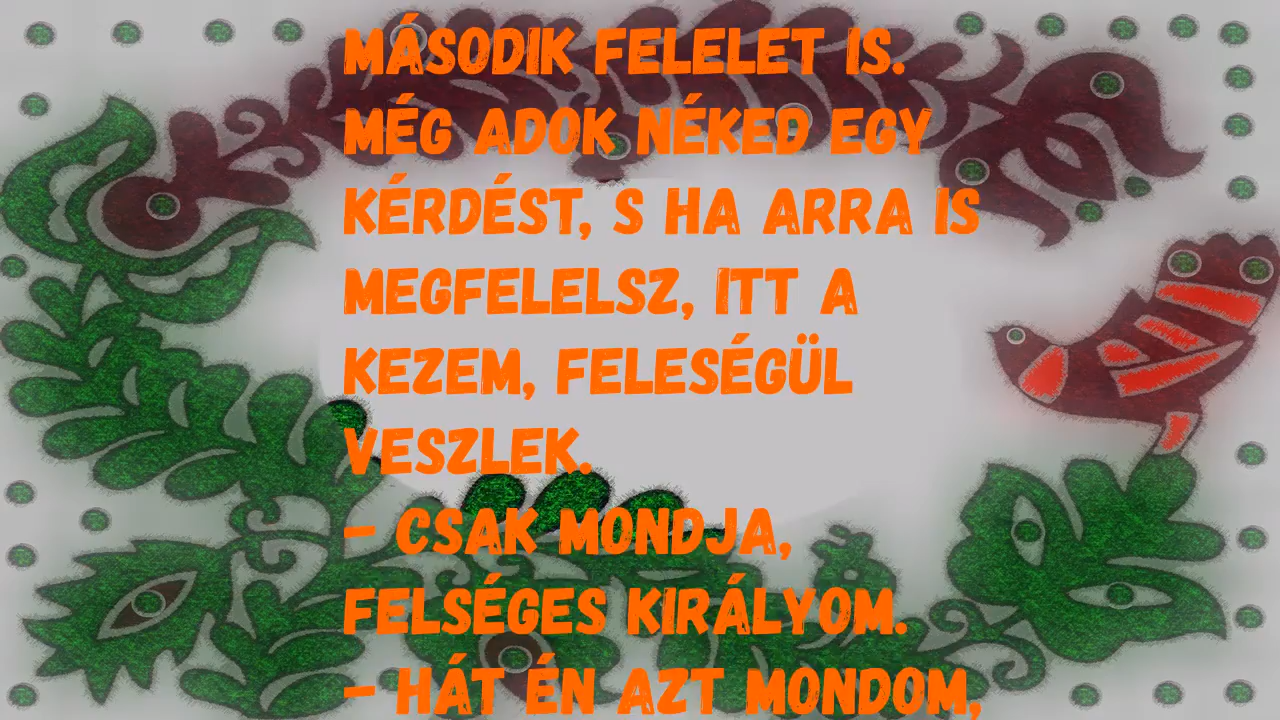 MÁSODIK FELELET IS.
MÉG ADOK NÉKED EGY
KÉRDÉST, S HA ARRA IS
MEGFELELSZ, ITT A
KEZEM, FELESÉGÜL
VESZLEK.
– CSAK MONDJA,
FELSÉGES KIRÁLYOM.
– HÁT ÉN AZT MONDOM,